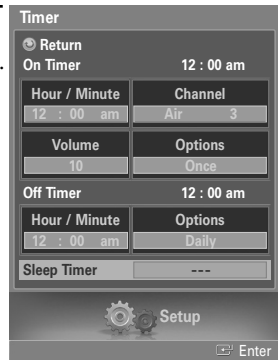 Timer
Return
On Timer 12 : 00 am
Hour / Minute Channel
12 : 00 am Air 3
Volume Options
10 Once
Off Timer 12 : 00 am
Hour / Minute Options
12 : 00 am Daily
Sleep Timer ---
Setup
Enter